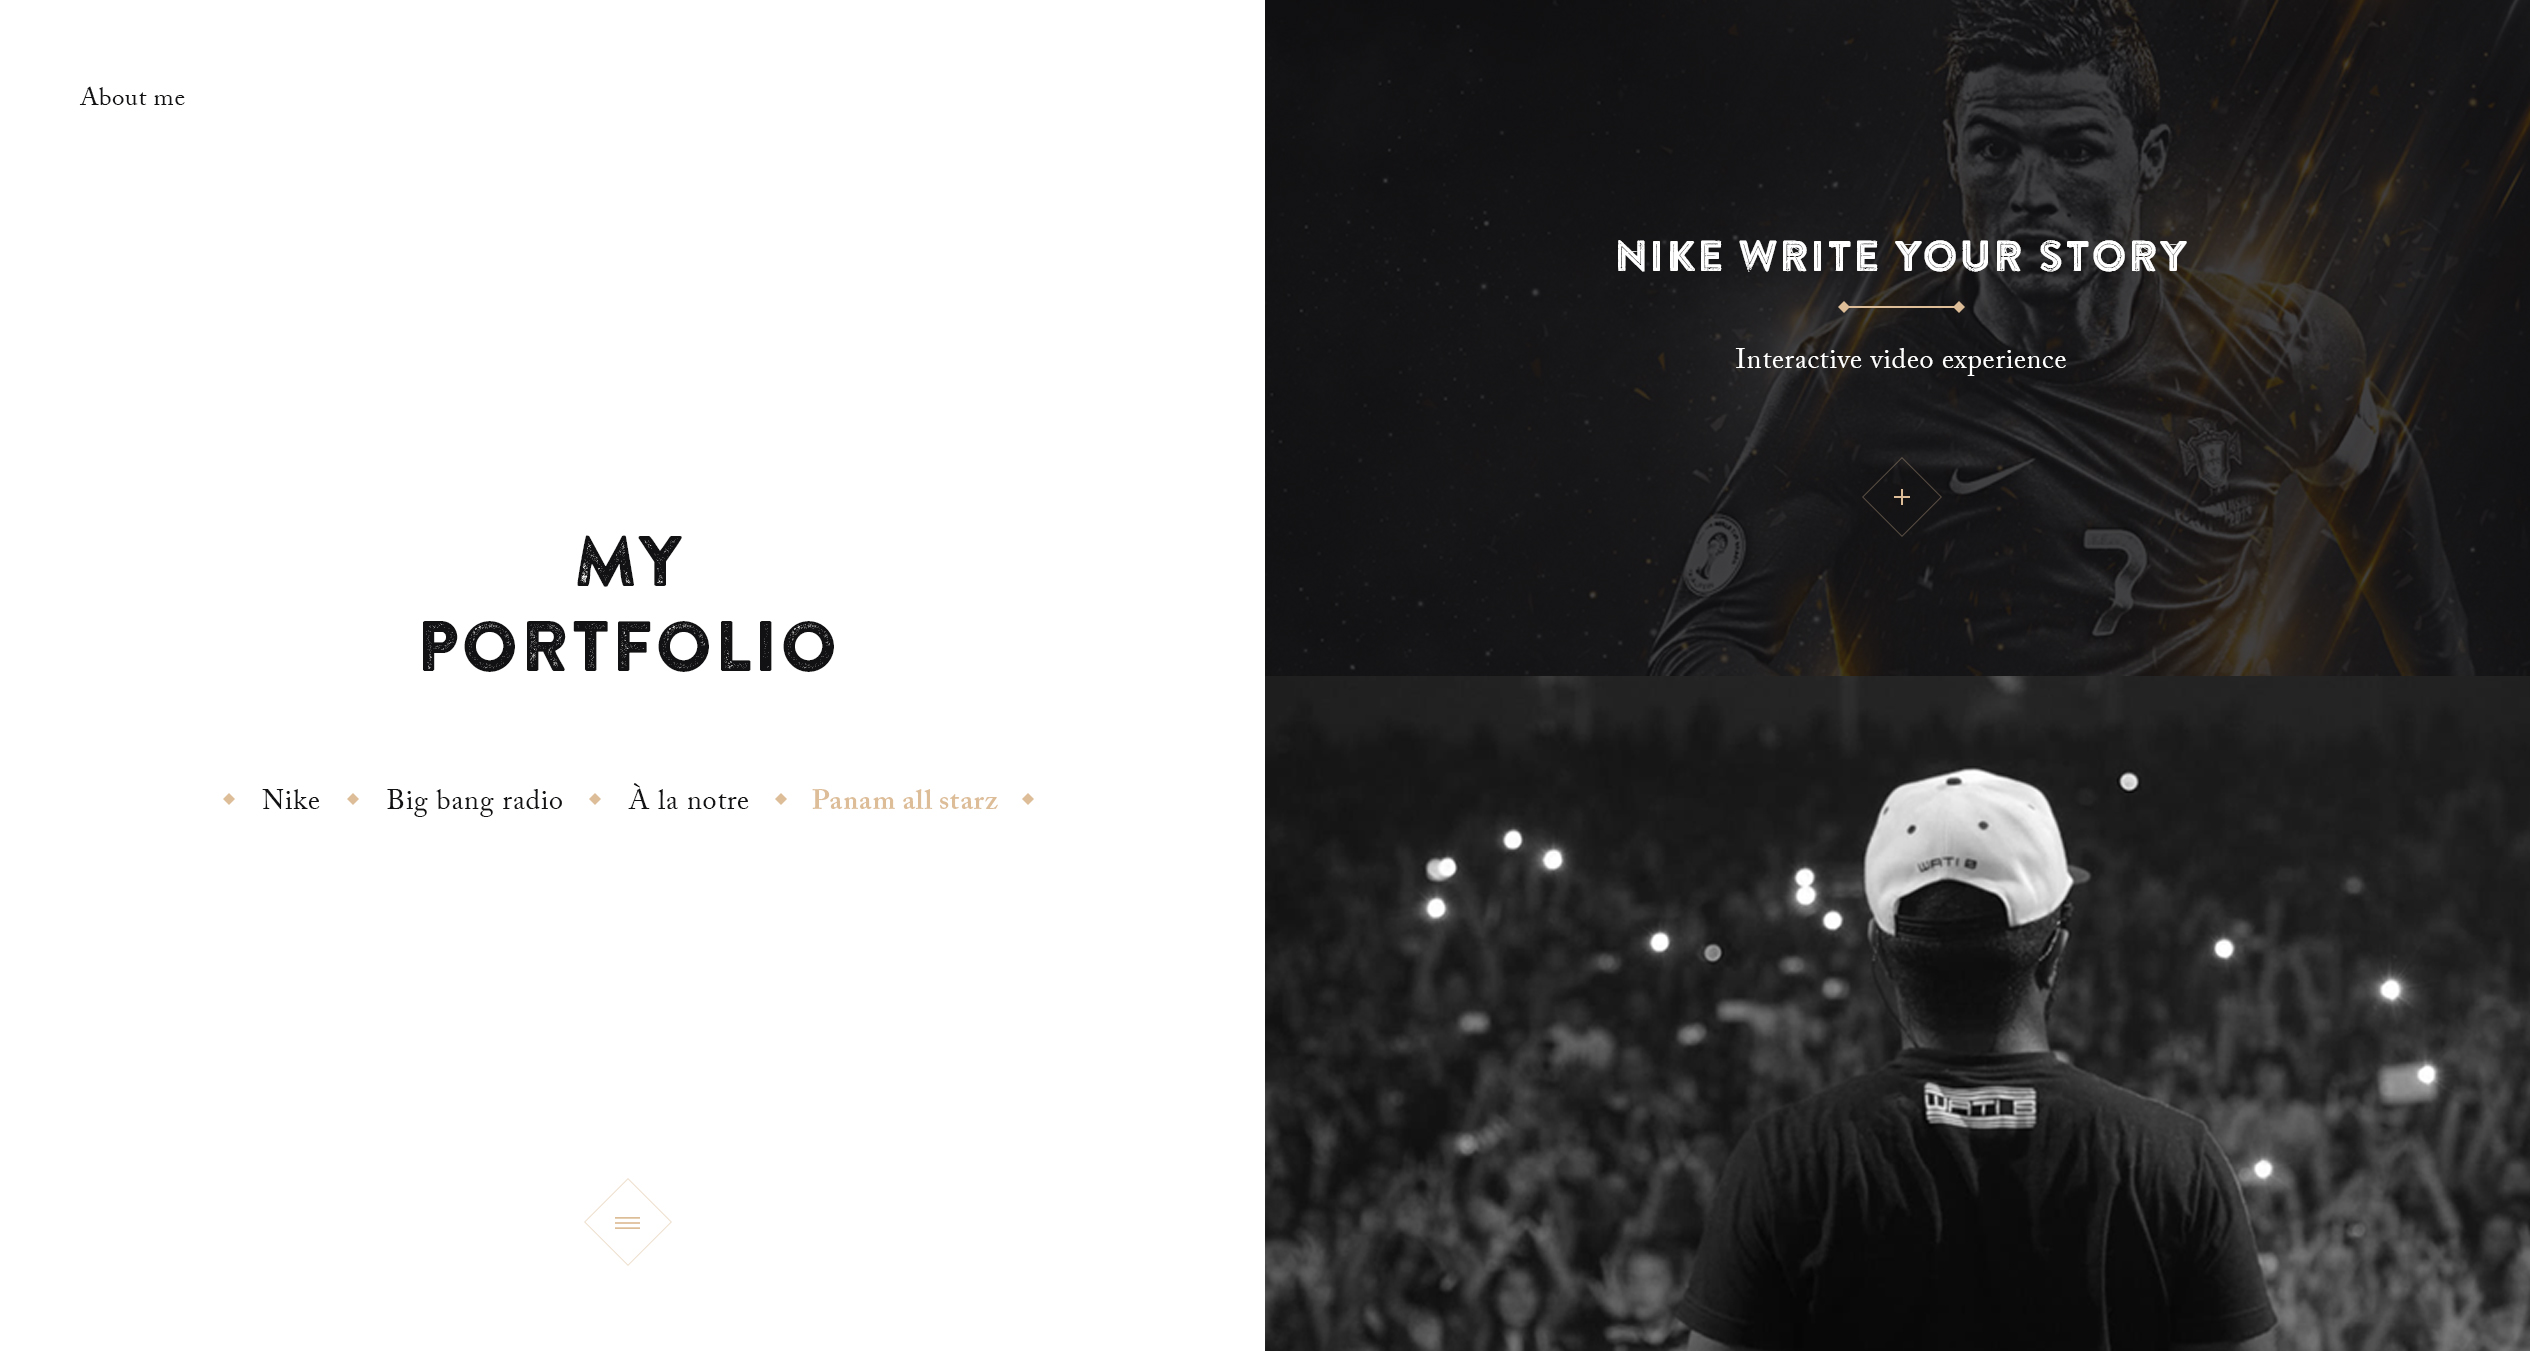 About me
MY
PORTFOLIO
Nike Big bang radio À la notre Panam all starz
NIKE WRITE YOUR STORY
Interactive video experience
7
WATI B
WATI B